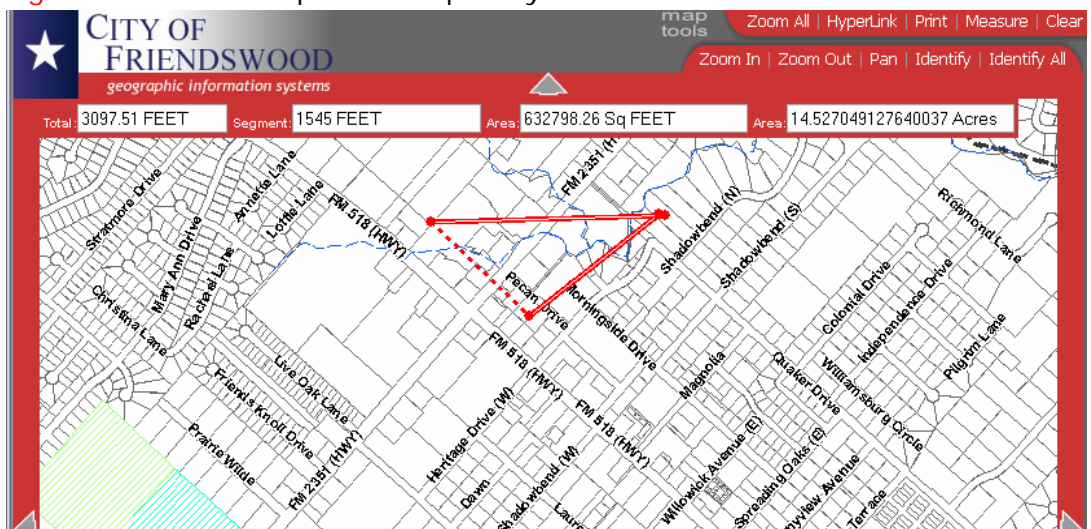 CITY OF
FRIENDSWOOD
geographic information systems
map
tools
Zoom All | HyperLink | Print | Measure | Clear
Zoom In | Zoom Out | Pan | Identify | Identify All
Total: 3097.51 FEET
Segment: 1545 FEET
Area: 632798.26 Sq FEET
Area: 14.527049127640037 Acres
Stratmore Drive
Annette Lane
Loftle Lane
Mary Ann Drive
Rachael Lane
Christina Lane
FM 518 (HWY)
FM 2351
Shadowbend (N)
Shadowbend (S)
Richmond Lane
Pecan Drive
Morningside Drive
Colonial Drive
Independence Drive
Pilgrim Lane
Live Oak Lane
Friends Knoll Drive
Prairie Wilde
FM 2351 (HWY)
FM 518 (HWY)
Heritage Drive (W)
FM 518 (HWY)
Magnolia
Quaker Drive
Williamsburg Circle
Dawn
Shadowbend (W)
Willowick Avenue (E)
Spreading Oaks (E)
Terrace